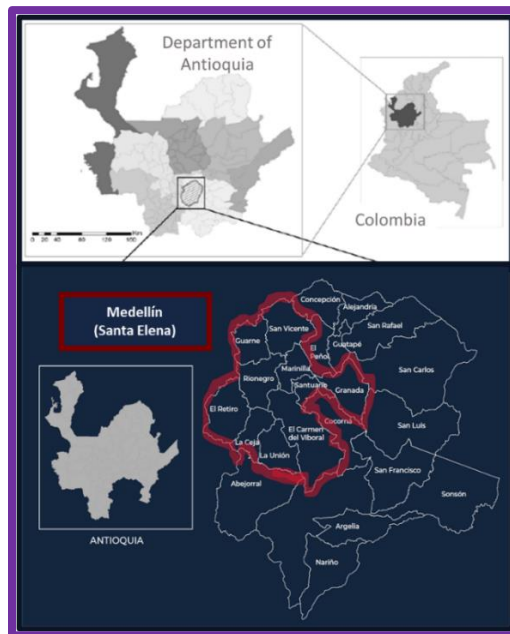 Department of
Antioquia
Colombia
0 20 40 80 120
Medellín
(Santa Elena)
Concepción
Alejandría
San Vicente
San Rafael
Guarne
El
Peñol
Guatapé
Marinilla
San Carlos
Rionegro
Santuario
Granada
El Retiro
Cocorná
El Carmen
del Viboral
San Luis
La Ceja
La Unión
San Francisco
Abejorral
Sonsón
Argelia
ANTIOQUIA
Nariño